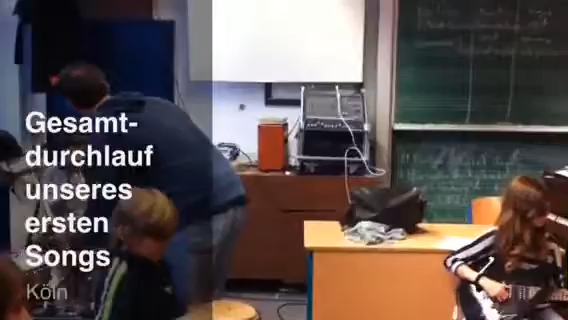 Gesamt-
durchlauf
unseres
ersten
Songs
Köln